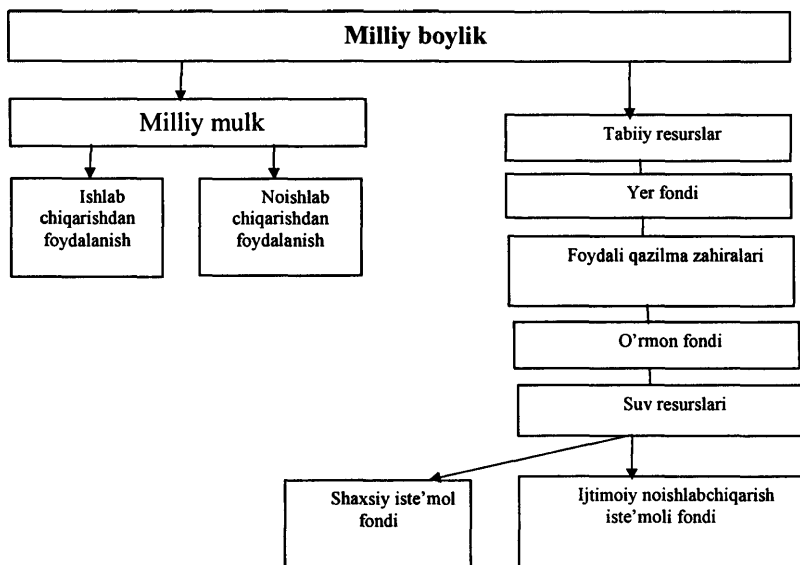 Milliy boylik
Milliy mulk
Tabiiy resurslar
Ishlab
chiqarishdan
foydalanish
Noishlab
chiqarishdan
foydalanish
Yer fondi
Foydali qazilma zahiralari
O'rmon fondi
Suv resurslari
Shaxsiy iste'mol
fondi
Ijtimoiy noishlabchiqarish
iste'moli fondi